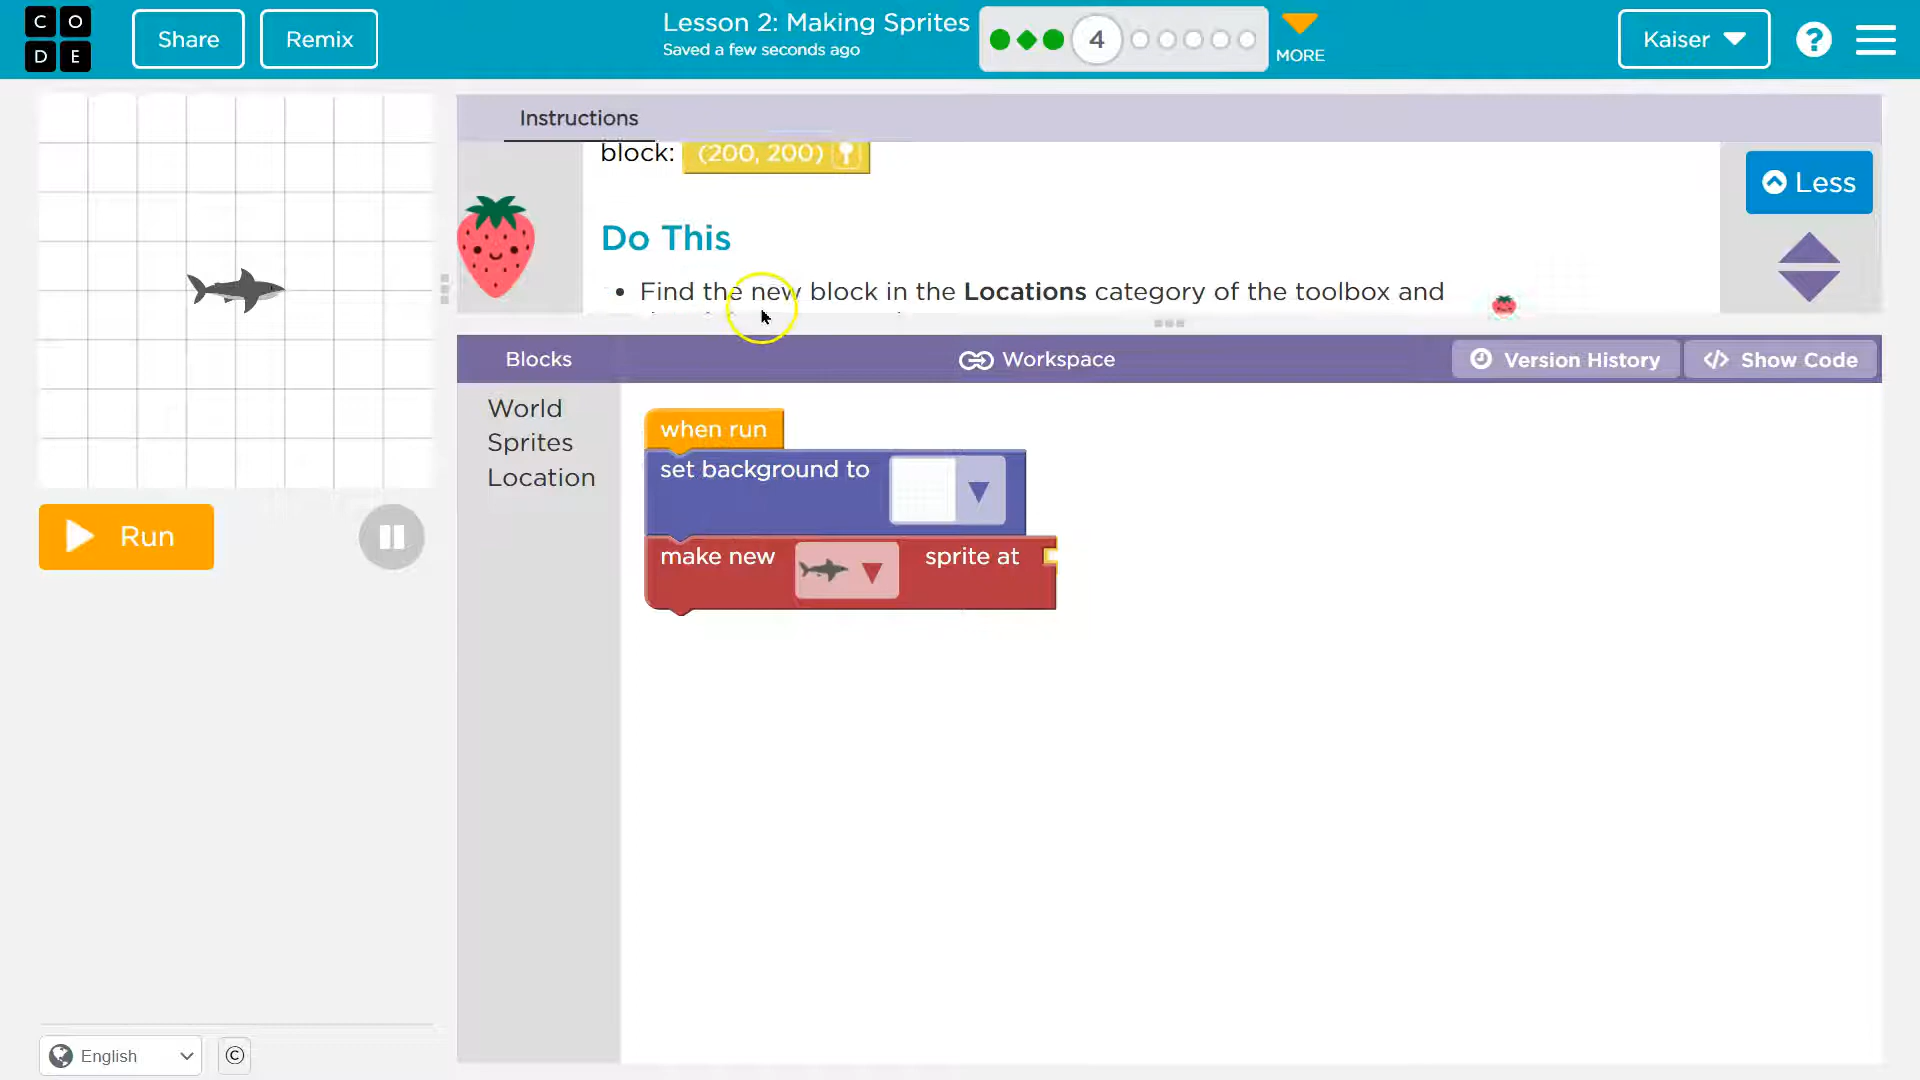 C O
D E
Share
Remix
Lesson 2: Making Sprites
Saved a few seconds ago
4
MORE
Kaiser
?
Instructions
block: (200, 200)
Less
Do This
• Find the new block in the Locations category of the toolbox and
Blocks
Workspace
Version History
</> Show Code
World
Sprites
Location
when run
set background to
make new sprite at
Run
English
©